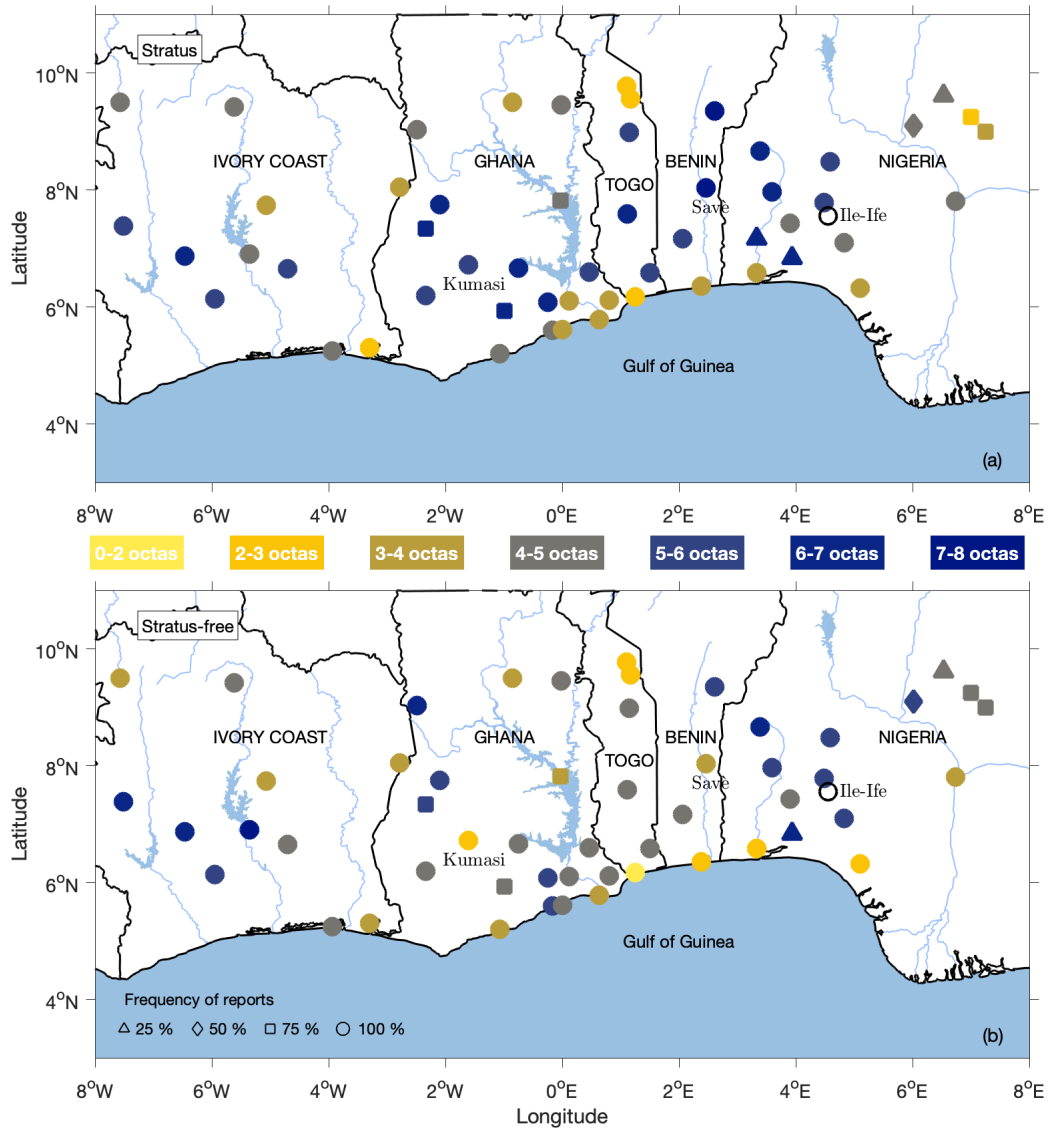 Stratus
10°N
IVORY COAST
GHANA
BENIN
NIGERIA
8°N
TOGO
Savè
Ile-Ife
Latitude
Kumasi
6°N
Gulf of Guinea
4°N
(a)
8°W 6°W 4°W 2°W 0°E 2°E 4°E 6°E 8°E
0-2 octas 2-3 octas 3-4 octas 4-5 octas 5-6 octas 6-7 octas 7-8 octas
Stratus-free
10°N
IVORY COAST
GHANA
BENIN
NIGERIA
8°N
TOGO
Savè
Ile-Ife
Latitude
Kumasi
6°N
Gulf of Guinea
4°N
Frequency of reports
25 % 50 % 75 % 100 %
(b)
8°W 6°W 4°W 2°W 0°E 2°E 4°E 6°E 8°E
Longitude